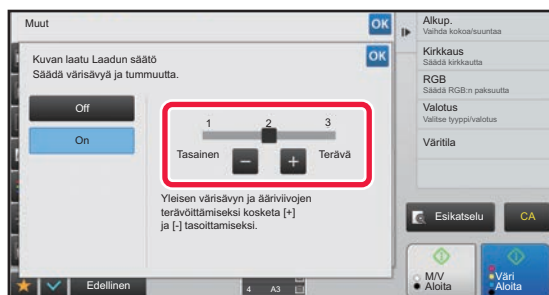 Muut
OK
Kuvan laatu Laadun säätö
OK
Säädä värisävyä ja tummuutta.
Off
On
1 2 3
Tasainen
Terävä
Yleisen värisävyn ja ääriviivojen
terävöittämiseksi kosketa [+]
ja [-] tasoittamiseksi.
Edellinen
4 A3
Alkup.
Vaihda kokoa/suuntaa
Kirkkaus
Säädä kirkkautta
RGB
Säädä RGB:n paksuutta
Valotus
Valitse tyyppi/valotus
Väritila
Esikatselu
CA
M/V
Aloita
Väri
Aloita